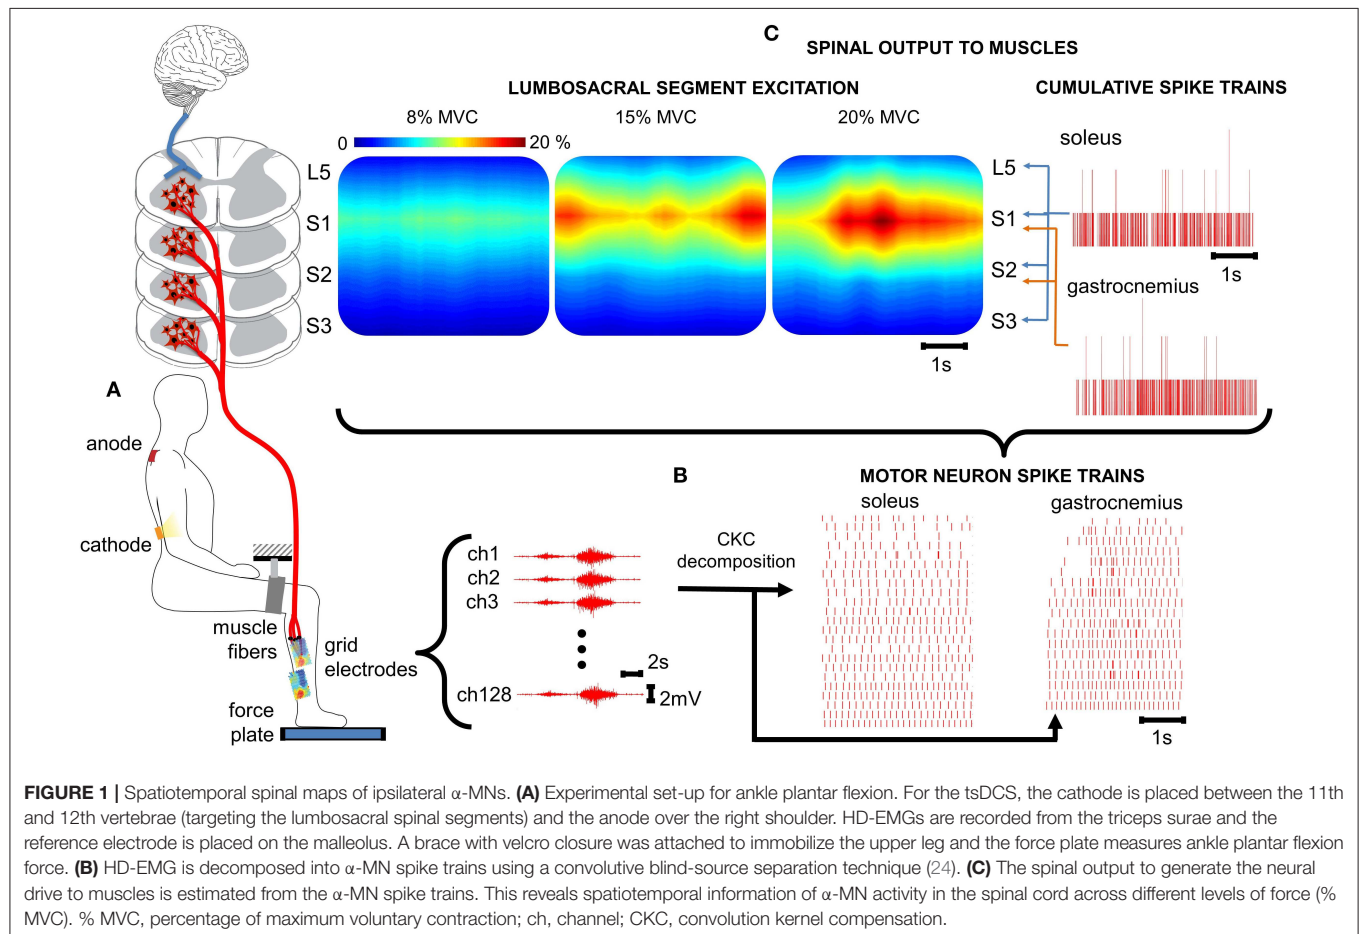 C
SPINAL OUTPUT TO MUSCLES
LUMBOSACRAL SEGMENT EXCITATION
CUMULATIVE SPIKE TRAINS
8% MVC
15% MVC
20% MVC
0
20 %
soleus
L5
S1
S2
S3
L5
S1
S2
S3
1s
gastrocnemius
1s
A
anode
cathode
muscle
fibers
grid
electrodes
force
plate
B
MOTOR NEURON SPIKE TRAINS
soleus
gastrocnemius
ch1
ch2
ch3
ch128
2s
2mV
CKC
decomposition
1s
FIGURE 1 | Spatiotemporal spinal maps of ipsilateral α-MNs. (A) Experimental set-up for ankle plantar flexion. For the tsDCS, the cathode is placed between the 11th
and 12th vertebrae (targeting the lumbosacral spinal segments) and the anode over the right shoulder. HD-EMGs are recorded from the triceps surae and the
reference electrode is placed on the malleolus. A brace with velcro closure was attached to immobilize the upper leg and the force plate measures ankle plantar flexion
force. (B) HD-EMG is decomposed into α-MN spike trains using a convolutive blind-source separation technique (24). (C) The spinal output to generate the neural
drive to muscles is estimated from the α-MN spike trains. This reveals spatiotemporal information of α-MN activity in the spinal cord across different levels of force (%
MVC). % MVC, percentage of maximum voluntary contraction; ch, channel; CKC, convolution kernel compensation.